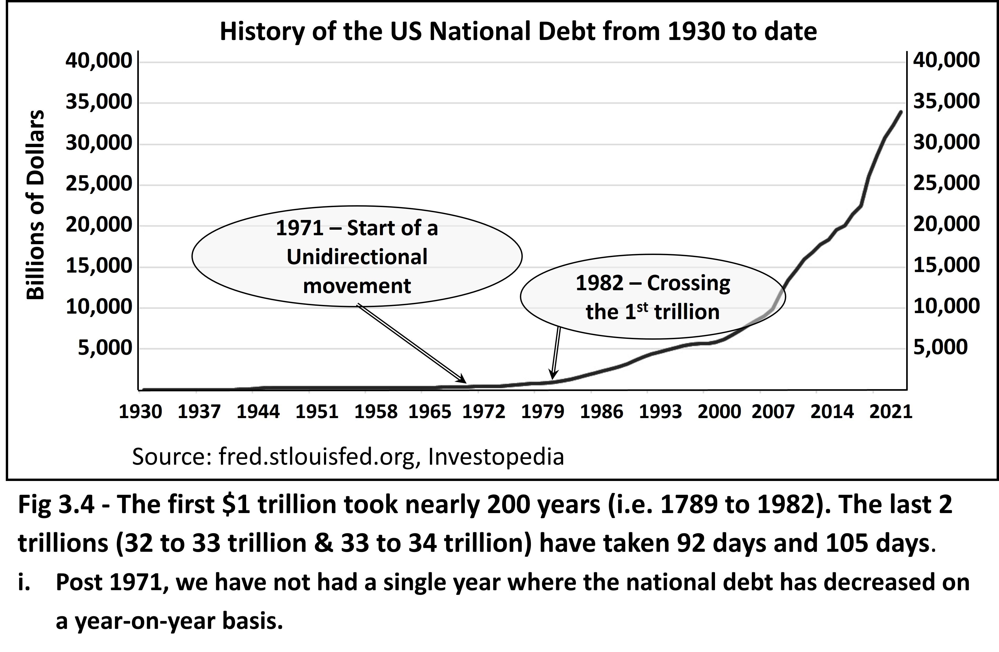 History of the US National Debt from 1930 to date
Billions of Dollars
40,000
35,000
30,000
25,000
20,000
15,000
10,000
5,000
1971 – Start of a
Unidirectional
movement
1982 – Crossing
the 1st trillion
40,000
35,000
30,000
25,000
20,000
15,000
10,000
5,000
1930 1937 1944 1951 1958 1965 1972 1979 1986 1993 2000 2007 2014 2021
Source: fred.stlouisfed.org, Investopedia
Fig 3.4 - The first $1 trillion took nearly 200 years (i.e. 1789 to 1982). The last 2
trillions (32 to 33 trillion & 33 to 34 trillion) have taken 92 days and 105 days.
i. Post 1971, we have not had a single year where the national debt has decreased on
a year-on-year basis.